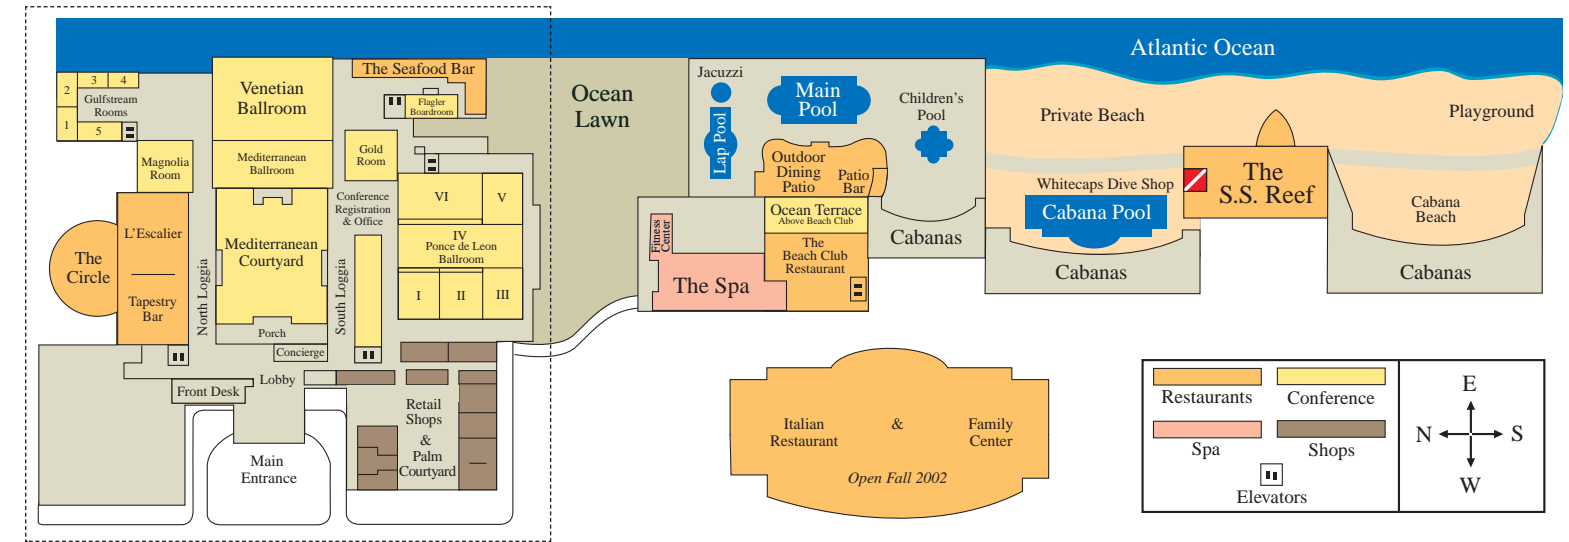 Atlantic Ocean
The Seafood Bar
Venetian
Ballroom
2
3
4
Gulfstream
Rooms
1
5
Flagler
Boardroom
Ocean
Lawn
Jacuzzi
Main
Pool
Lap Pool
Children's
Pool
Private Beach
Playground
Magnolia
Room
Mediterranean
Ballroom
Gold
Room
Outdoor
Dining
Patio
Patio
Bar
Whitecaps Dive Shop
The
S.S. Reef
Conference
Registration
& Office
VI
V
Ocean Terrace
Above Beach Club
Cabana Pool
Cabana
Beach
L'Escalier
The
Circle
Mediterranean
Courtyard
IV
Ponce de Leon
Ballroom
Fitness
Center
The
Beach Club
Restaurant
Cabanas
Cabanas
Cabanas
Tapestry
Bar
North Loggia
South Loggia
I
II
III
The Spa
Porch
Concierge
Lobby
Front Desk
Retail
Shops
&
Palm
Courtyard
Main
Entrance
Italian
Restaurant
&
Family
Center
Open Fall 2002
Restaurants
Conference
Spa
Shops
Elevators
E
N
S
W